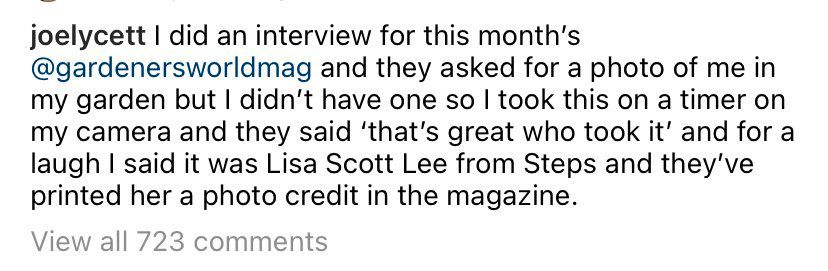 joelycett I did an interview for this month’s
@gardenersworldmag and they asked for a photo of me in
my garden but I didn’t have one so I took this on a timer on
my camera and they said ‘that’s great who took it’ and for a
laugh I said it was Lisa Scott Lee from Steps and they’ve
printed her a photo credit in the magazine.
View all 723 comments